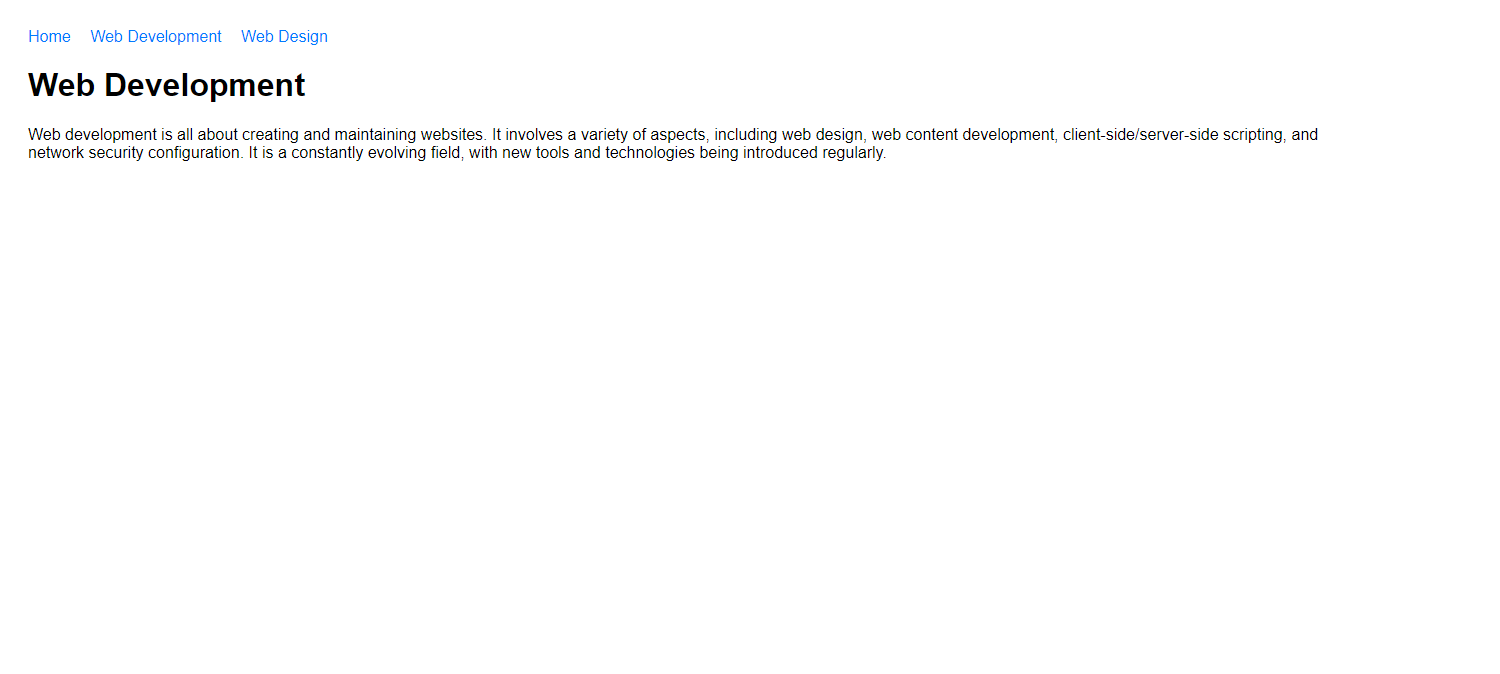 Home Web Development Web Design
Web Development
Web development is all about creating and maintaining websites. It involves a variety of aspects, including web design, web content development, client-side/server-side scripting, and
network security configuration. It is a constantly evolving field, with new tools and technologies being introduced regularly.